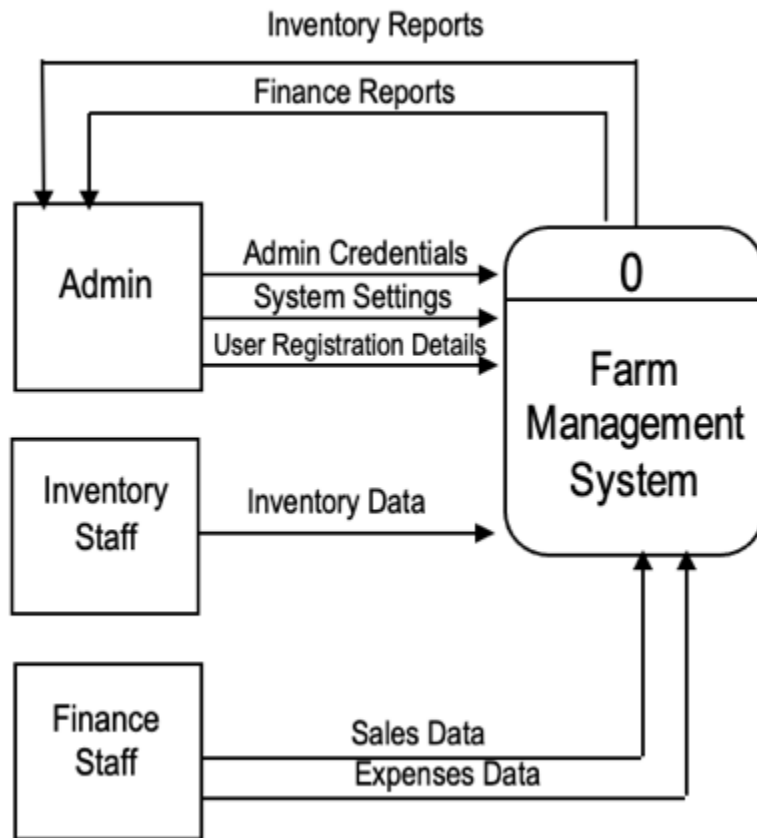 Inventory Reports
Finance Reports
Admin
Admin Credentials
System Settings
User Registration Details
0
Farm
Management
System
Inventory
Staff
Inventory Data
Finance
Staff
Sales Data
Expenses Data